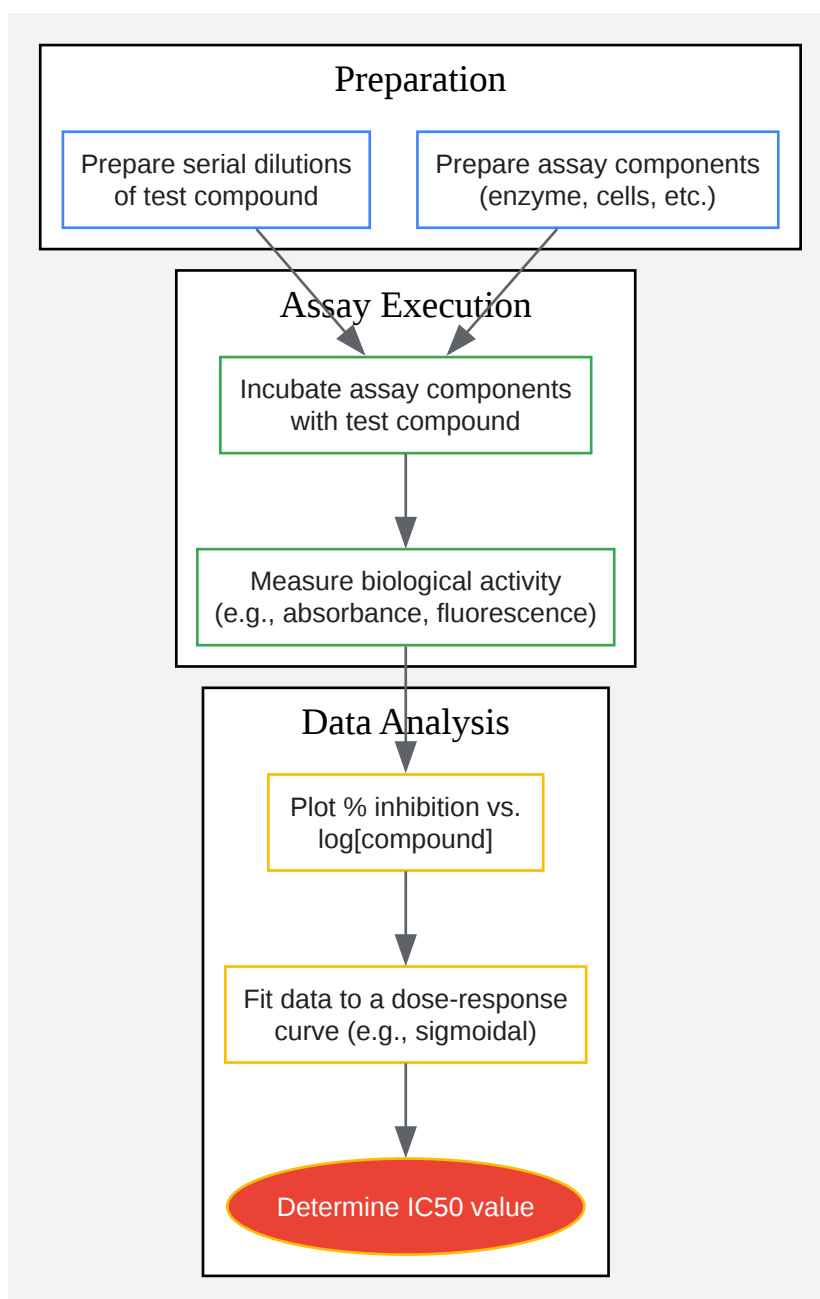 Preparation
Prepare serial dilutions
of test compound
Prepare assay components
(enzyme, cells, etc.)
Assay Execution
Incubate assay components
with test compound
Measure biological activity
(e.g., absorbance, fluorescence)
Data Analysis
Plot % inhibition vs.
log[compound]
Fit data to a dose-response
curve (e.g., sigmoidal)
Determine IC50 value